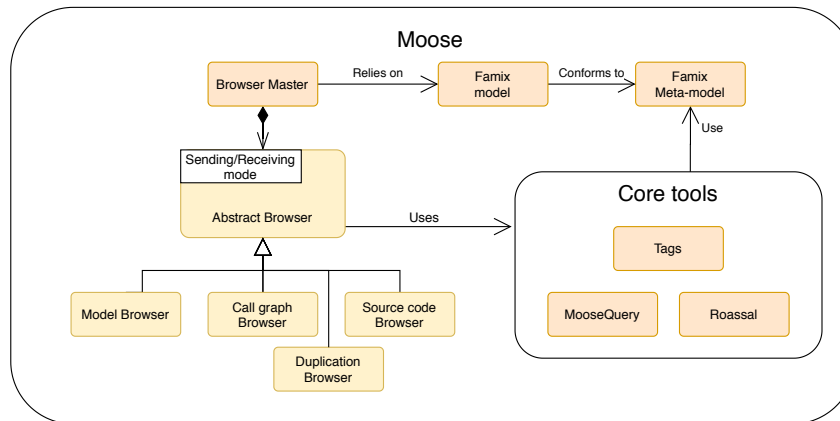 Moose
Browser Master
Relies on
Famix
model
Conforms to
Famix
Meta-model
Use
Sending/Receiving
mode
Abstract Browser
Uses
Core tools
Tags
MooseQuery
Roassal
Model Browser
Call graph
Browser
Source code
Browser
Duplication
Browser